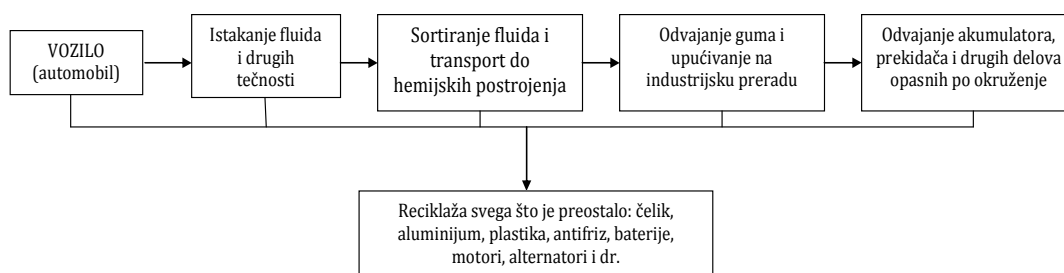 VOZILO
(automobil)
Istakanje fluida
i drugih
tečnosti
Sortiranje fluida i
transport do
hemijskih postrojenja
Odvajanje guma i
upućivanje na
industrijsku preradu
Odvajanje akumulatora,
prekidača i drugih delova
opasnih po okruženje
Reciklaža svega što je preostalo: čelik,
aluminijum, plastika, antifriz, baterije,
motori, alternatori i dr.